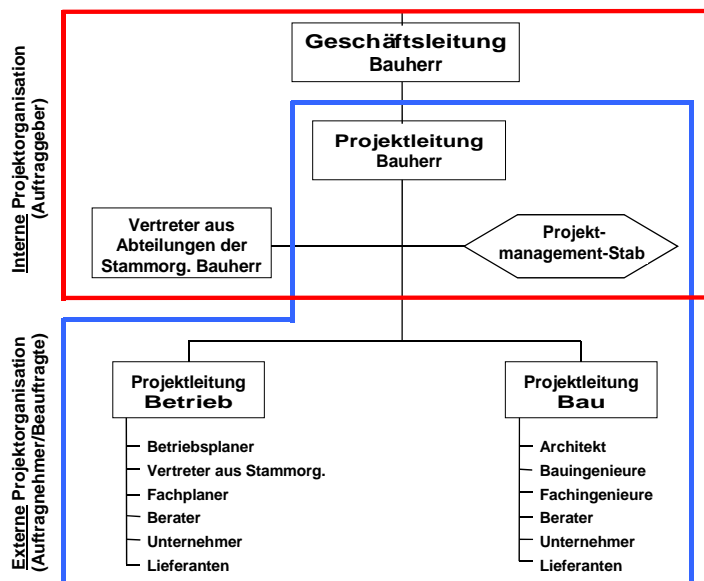 Geschäftsleitung
Bauherr
Projektleitung
Bauherr
Interne Projektorganisation
(Auftraggeber)
Vertreter aus
Abteilungen der
Stammorg. Bauherr
Projekt-
management-Stab
Externe Projektorganisation
(Auftragnehmer/Beauftragte)
Projektleitung
Betrieb
Betriebsplaner
Vertreter aus Stammorg.
Fachplaner
Berater
Unternehmer
Lieferanten
Projektleitung
Bau
Architekt
Bauingenieure
Fachingenieure
Berater
Unternehmer
Lieferanten